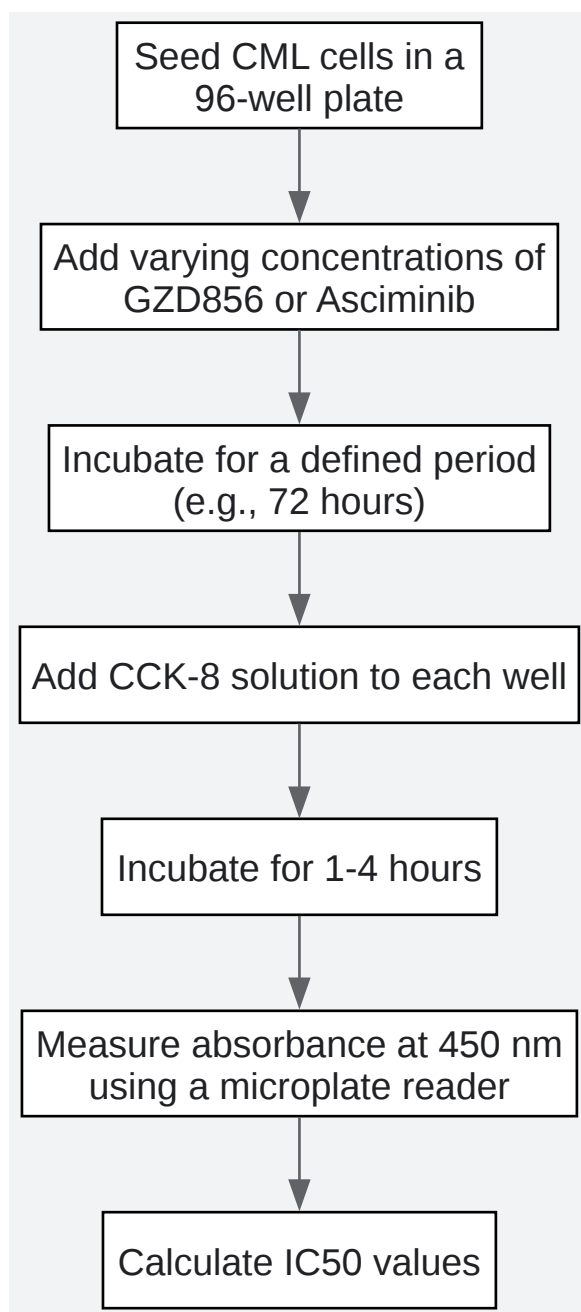 Seed CML cells in a
96-well plate
Add varying concentrations of
GZD856 or Asciminib
Incubate for a defined period
(e.g., 72 hours)
Add CCK-8 solution to each well
Incubate for 1-4 hours
Measure absorbance at 450 nm
using a microplate reader
Calculate IC50 values